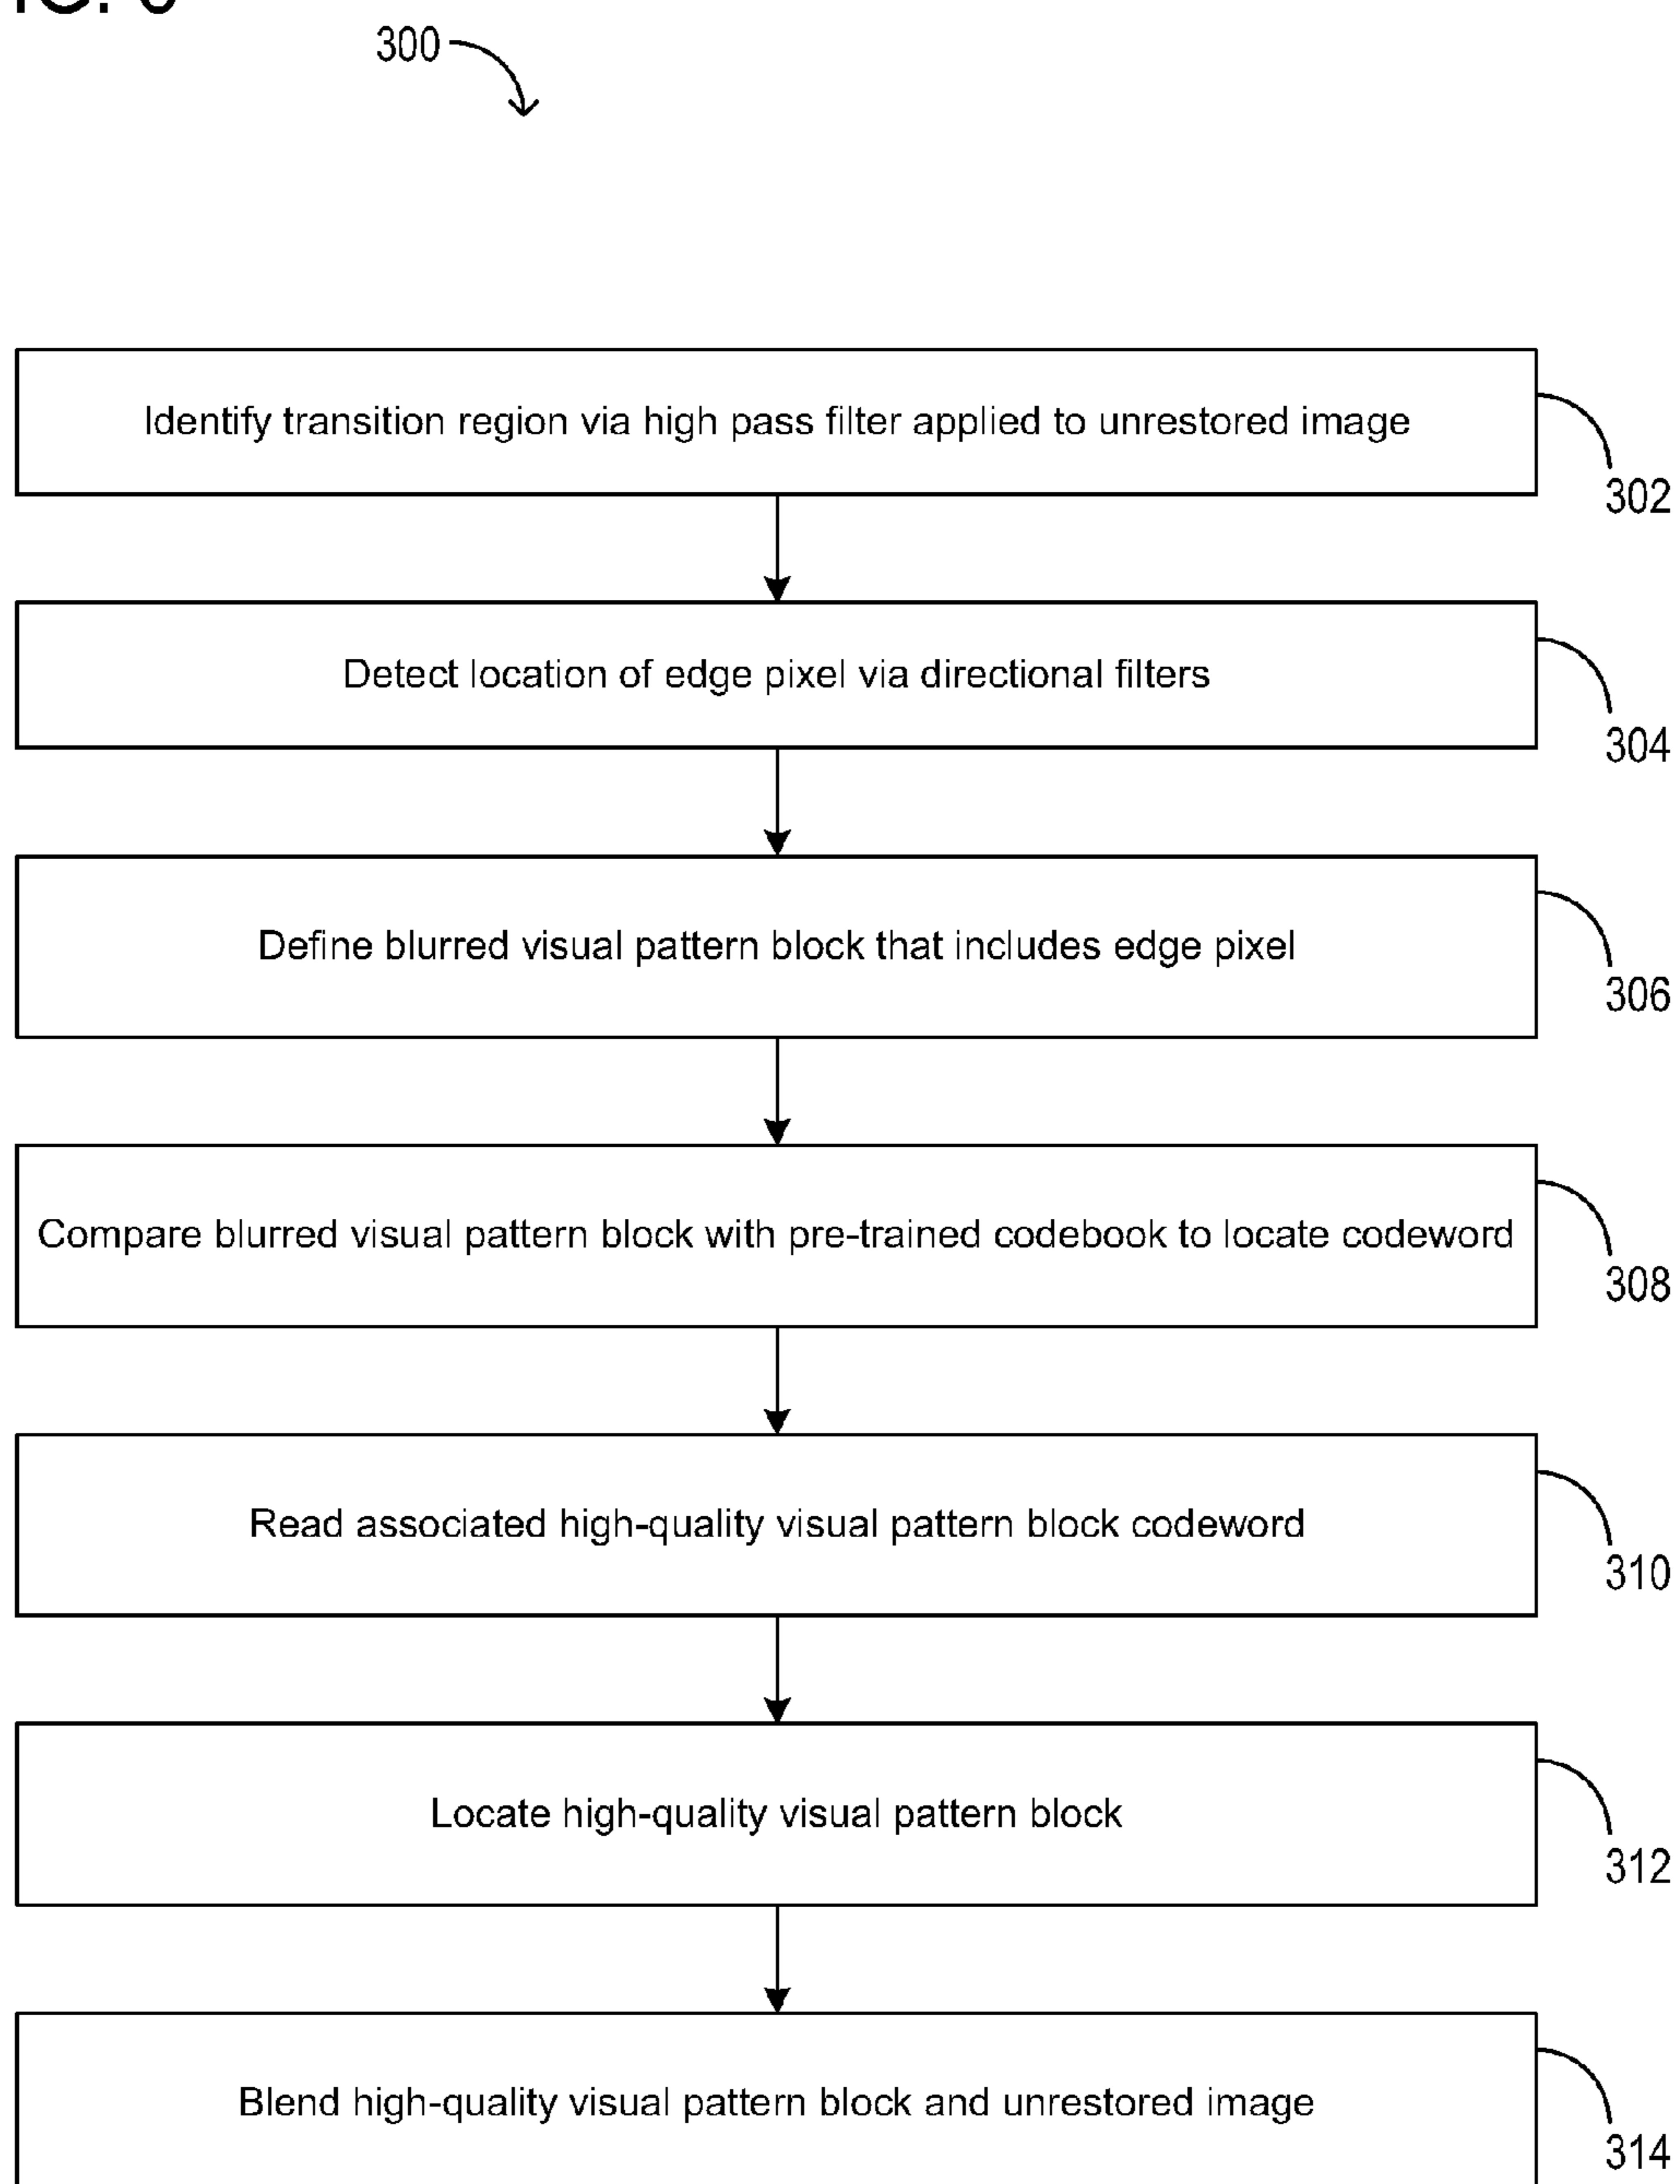 300
Identify transition region via high pass filter applied to unrestored image
302
Detect location of edge pixel via directional filters
304
Define blurred visual pattern block that includes edge pixel
306
Compare blurred visual pattern block with pre-trained codebook to locate codeword
308
Read associated high-quality visual pattern block codeword
310
Locate high-quality visual pattern block
312
Blend high-quality visual pattern block and unrestored image
314